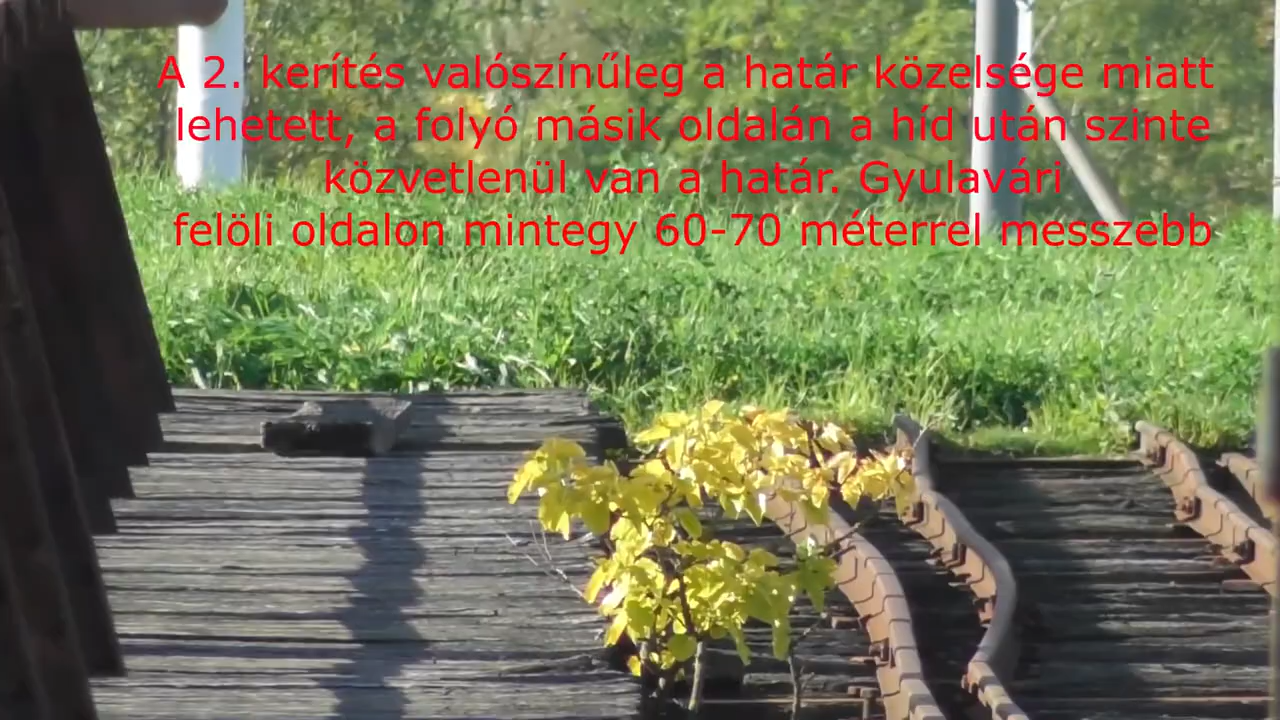 A 2. kerítés valószínűleg a határ közelsége miatt
lehetett, a folyó másik oldalán a híd után szinte
közvetlenül van a határ. Gyulavári
felöli oldalon mintegy 60-70 méterrel messzebb